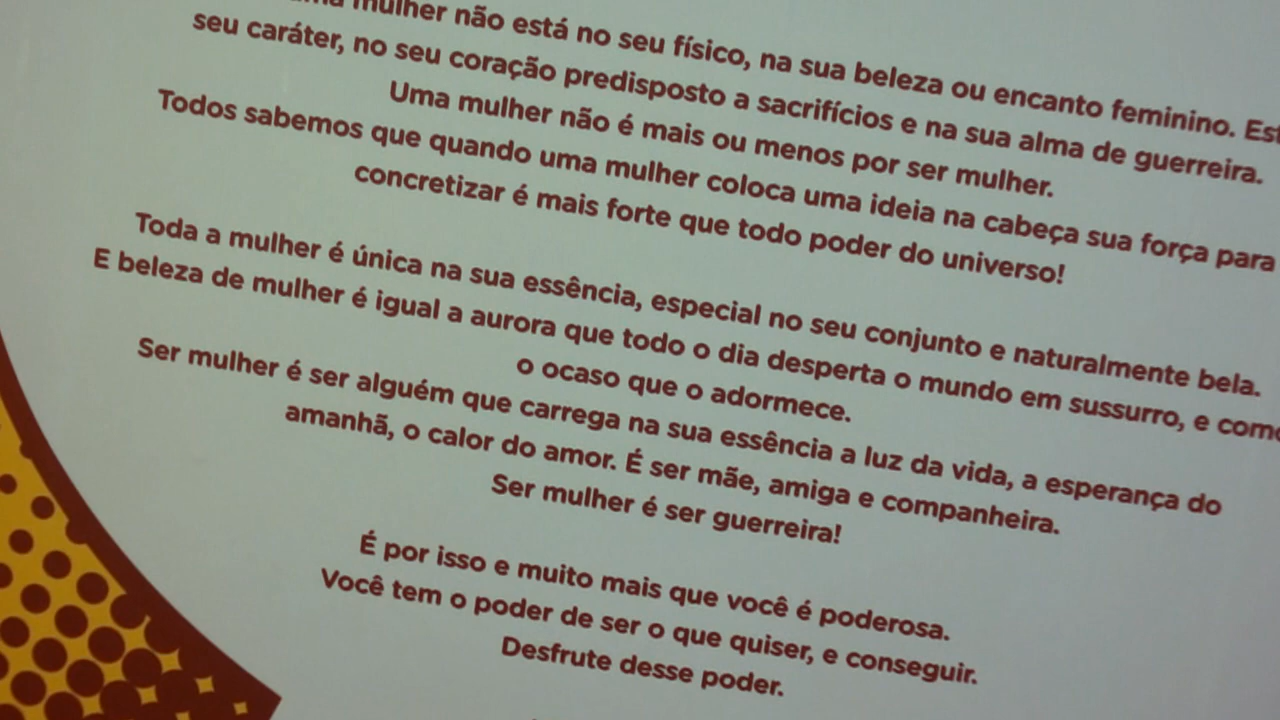 mulher não está no seu físico, na sua beleza ou encanto feminino.
seu caráter, no seu coração predisposto a sacrifícios e na sua alma de guerreira.
Uma mulher não é mais ou menos por ser mulher.
Todos sabemos que quando uma mulher coloca uma ideia na cabeça sua força para
concretizar é mais forte que todo poder do universo!
Toda a mulher é única na sua essência, especial no seu conjunto e naturalmente bela.
E beleza de mulher é igual a aurora que todo o dia desperta o mundo em sussurro, e como
o ocaso que o adormece.
Ser mulher é ser alguém que carrega na sua essência a luz da vida, a esperança do
amanhã, o calor do amor. É ser mãe, amiga e companheira.
Ser mulher é ser guerreira!
É por isso e muito mais que você é poderosa.
Você tem o poder de ser o que quiser, e conseguir.
Desfrute desse poder.